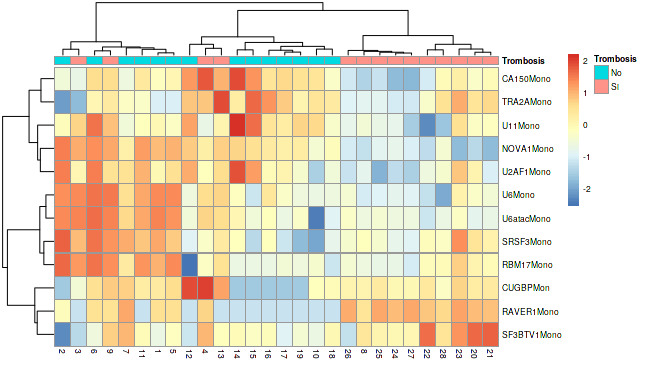 Trombosis
CA150Mono
TRA2AMono
U11Mono
NOVA1Mono
U2AF1Mono
U6Mono
U6atacMono
SRSF3Mono
RBM17Mono
CUGBPMon
RAVER1Mono
SF3BTV1Mono
2 3 6 9 7 11 1 5 12 4 13 14 15 16 17 19 10 18 26 8 25 24 27 22 28 23 20 21
2
1
0
-1
-2
Trombosis
No
SI